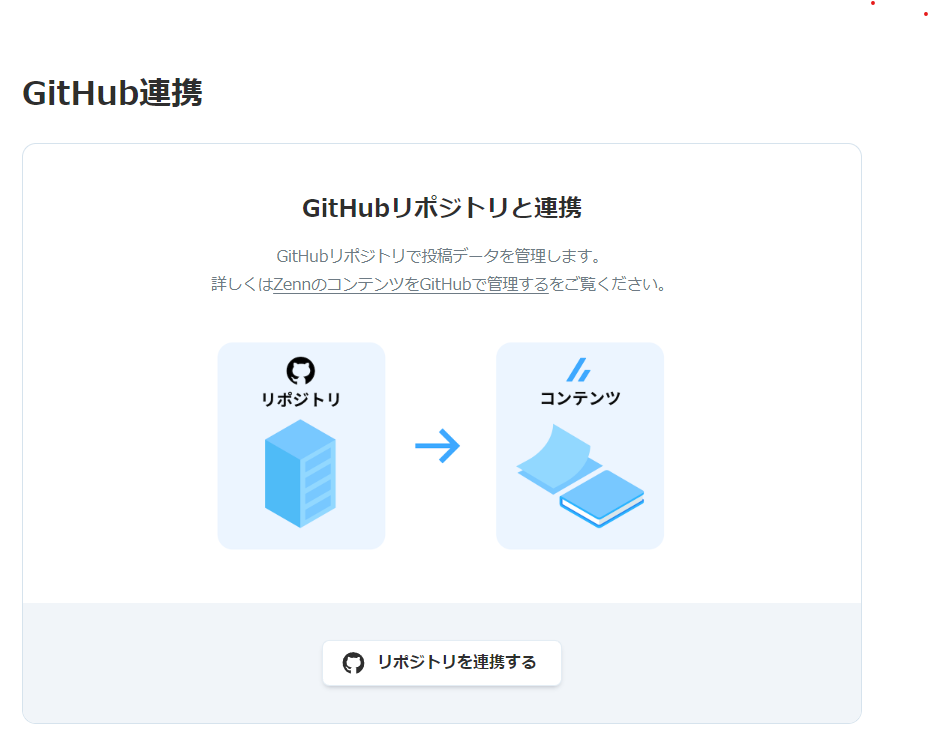 GitHub連携
GitHubリポジトリと連携
GitHubリポジトリで投稿データを管理します。
詳しくはZennのコンテンツをGitHubで管理するをご覧ください。
リポジトリ
コンテンツ
リポジトリを連携する